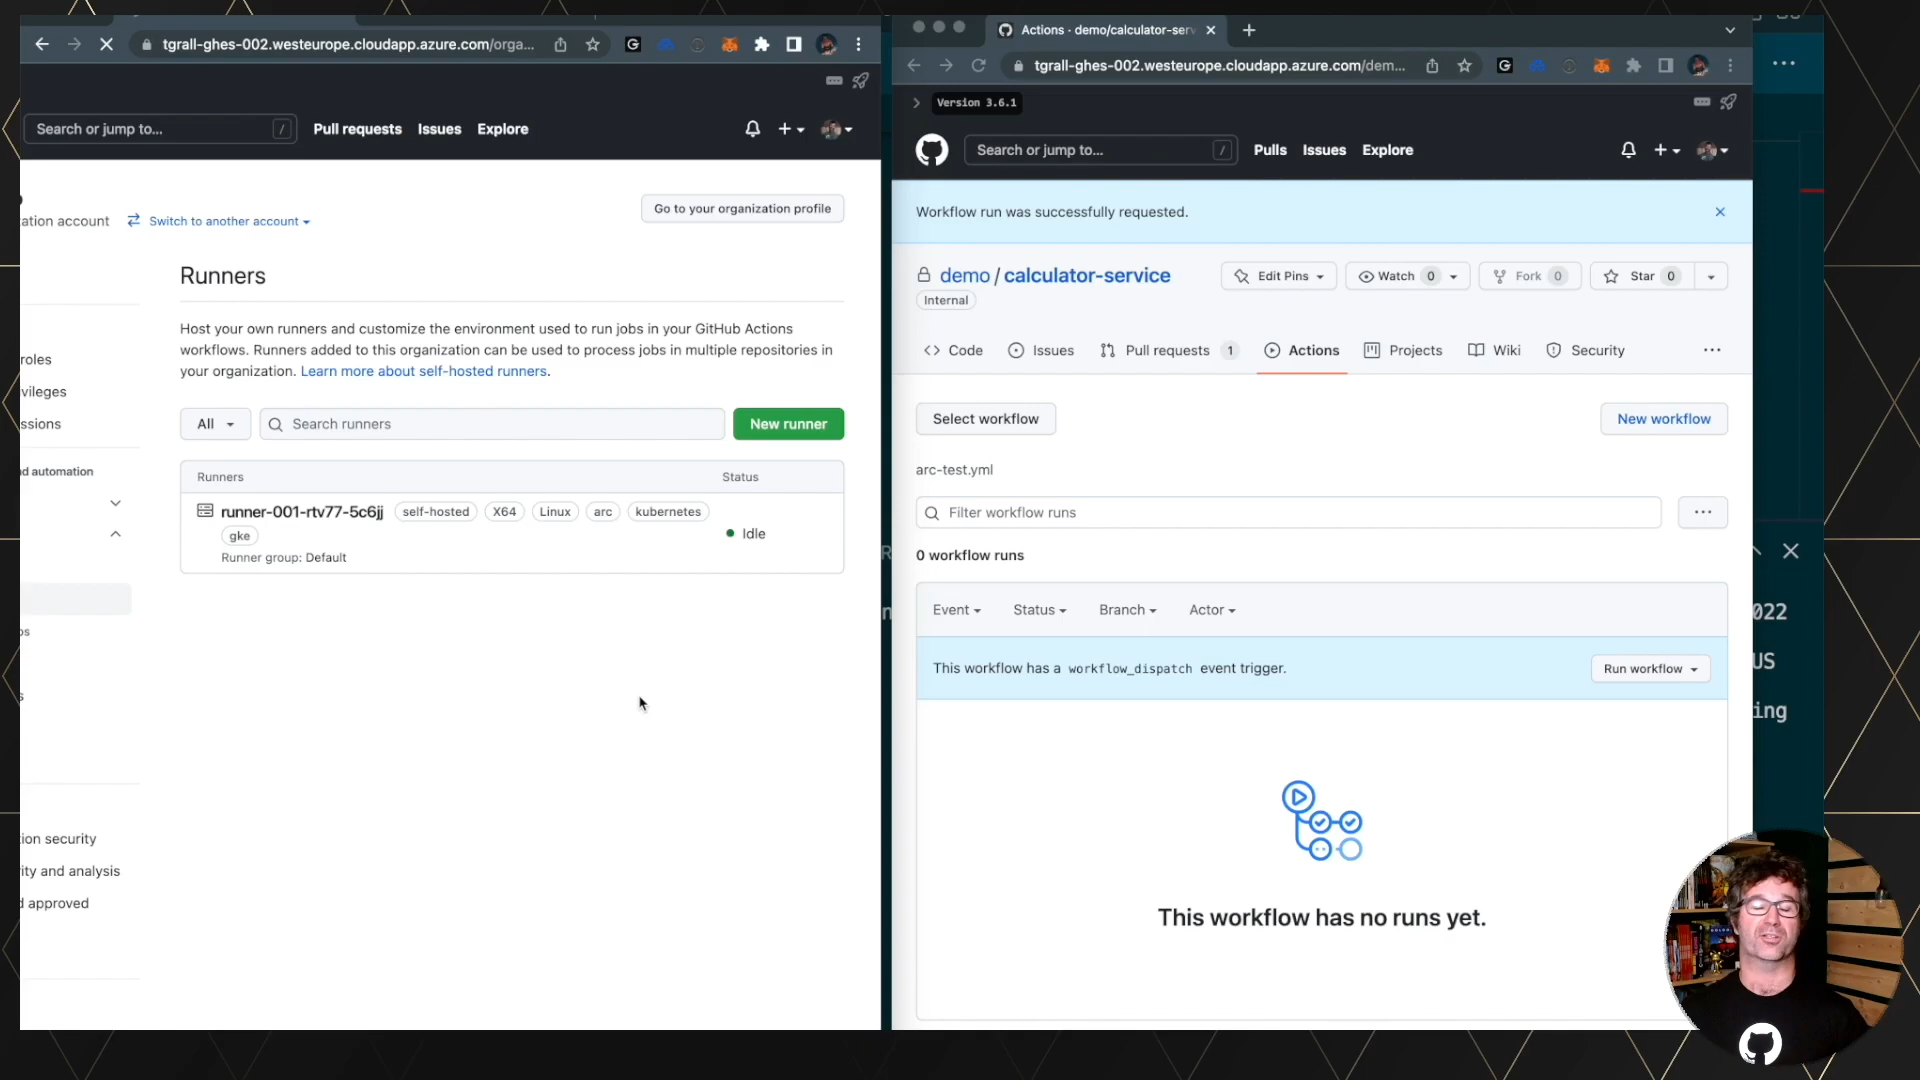 tgrall-ghes-002.westeurope.cloudapp.azure.com/orga...
Search or jump to...
/
Pull requests
Issues
Explore
ation account
Switch to another account
Go to your organization profile
Runners
Host your own runners and customize the environment used to run jobs in your GitHub Actions
workflows. Runners added to this organization can be used to process jobs in multiple repositories in
your organization. Learn more about self-hosted runners.
roles
vileges
ssions
d automation
os
s
ion security
ity and analysis
d approved
All
Search runners
New runner
Runners
Status
runner-001-rtv77-5c6jj
self-hosted
X64
Linux
arc
kubernetes
gke
Idle
Runner group: Default
Actions · demo/calculator-serv
tgrall-ghes-002.westeurope.cloudapp.azure.com/dem...
Version 3.6.1
Search or jump to...
/
Pulls
Issues
Explore
Workflow run was successfully requested.
demo / calculator-service
Internal
Edit Pins
Watch 0
Fork 0
Star 0
Code
Issues
Pull requests 1
Actions
Projects
Wiki
Security
Select workflow
New workflow
arc-test.yml
Filter workflow runs
0 workflow runs
Event
Status
Branch
Actor
This workflow has a workflow_dispatch event trigger.
Run workflow
This workflow has no runs yet.
022
US
ing